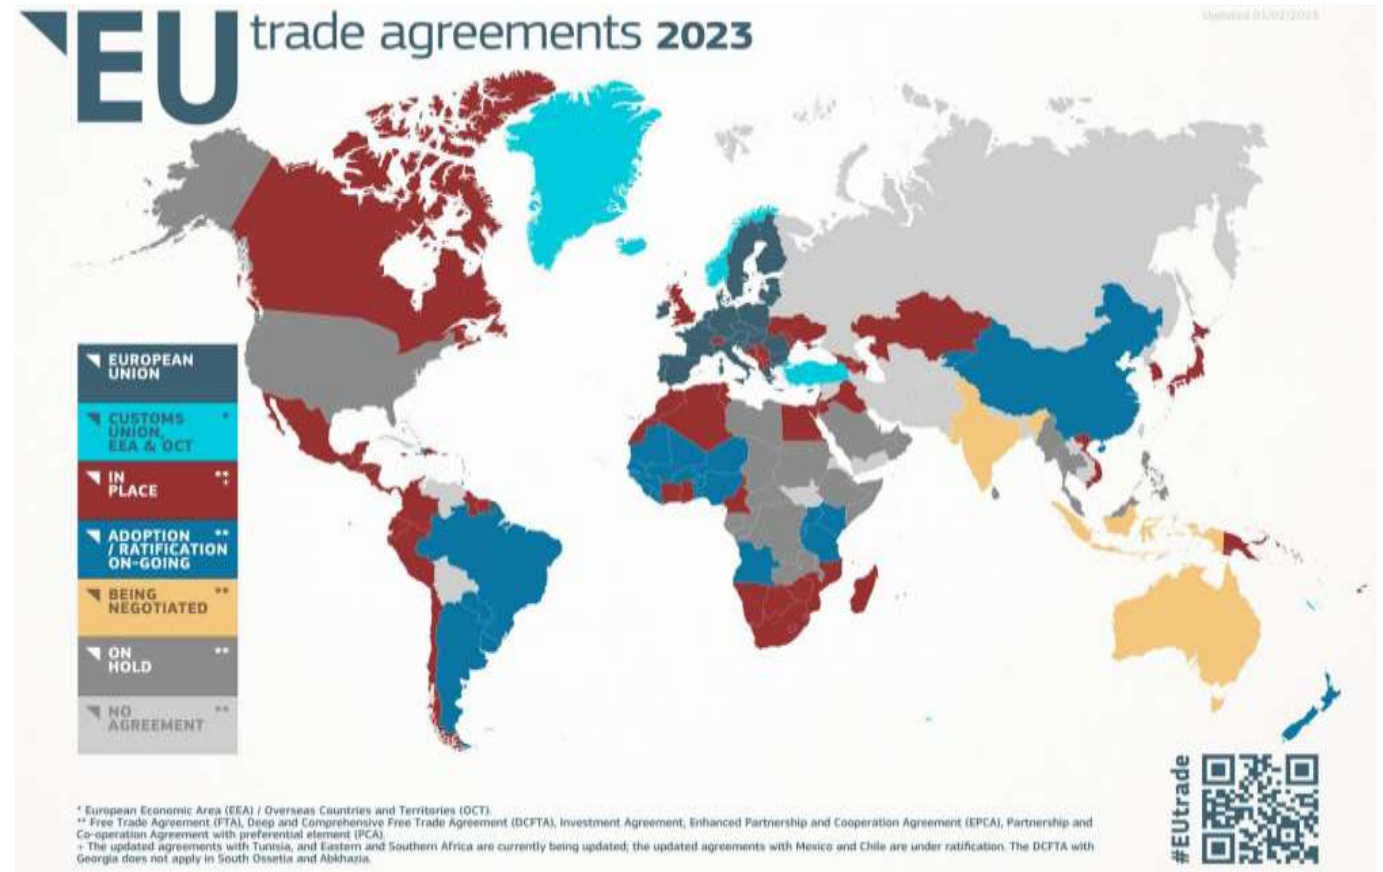 EU trade agreements 2023
Updated 01/02/2023
EUROPEAN
UNION
CUSTOMS *
UNION,
EEA & OCT
IN **
PLACE +
ADOPTION **
/ RATIFICATION
ON-GOING
BEING **
NEGOTIATED
ON **
HOLD
NO **
AGREEMENT
#EUtrade
* European Economic Area (EEA) / Overseas Countries and Territories (OCT).
** Free Trade Agreement (FTA), Deep and Comprehensive Free Trade Agreement (DCFTA), Investment Agreement, Enhanced Partnership and Cooperation Agreement (EPCA), Partnership and
Co-operation Agreement with preferential element (PCA).
+ The updated agreements with Tunisia, and Eastern and Southern Africa are currently being updated; the updated agreements with Mexico and Chile are under ratification. The DCFTA with
Georgia does not apply in South Ossetia and Abkhazia.